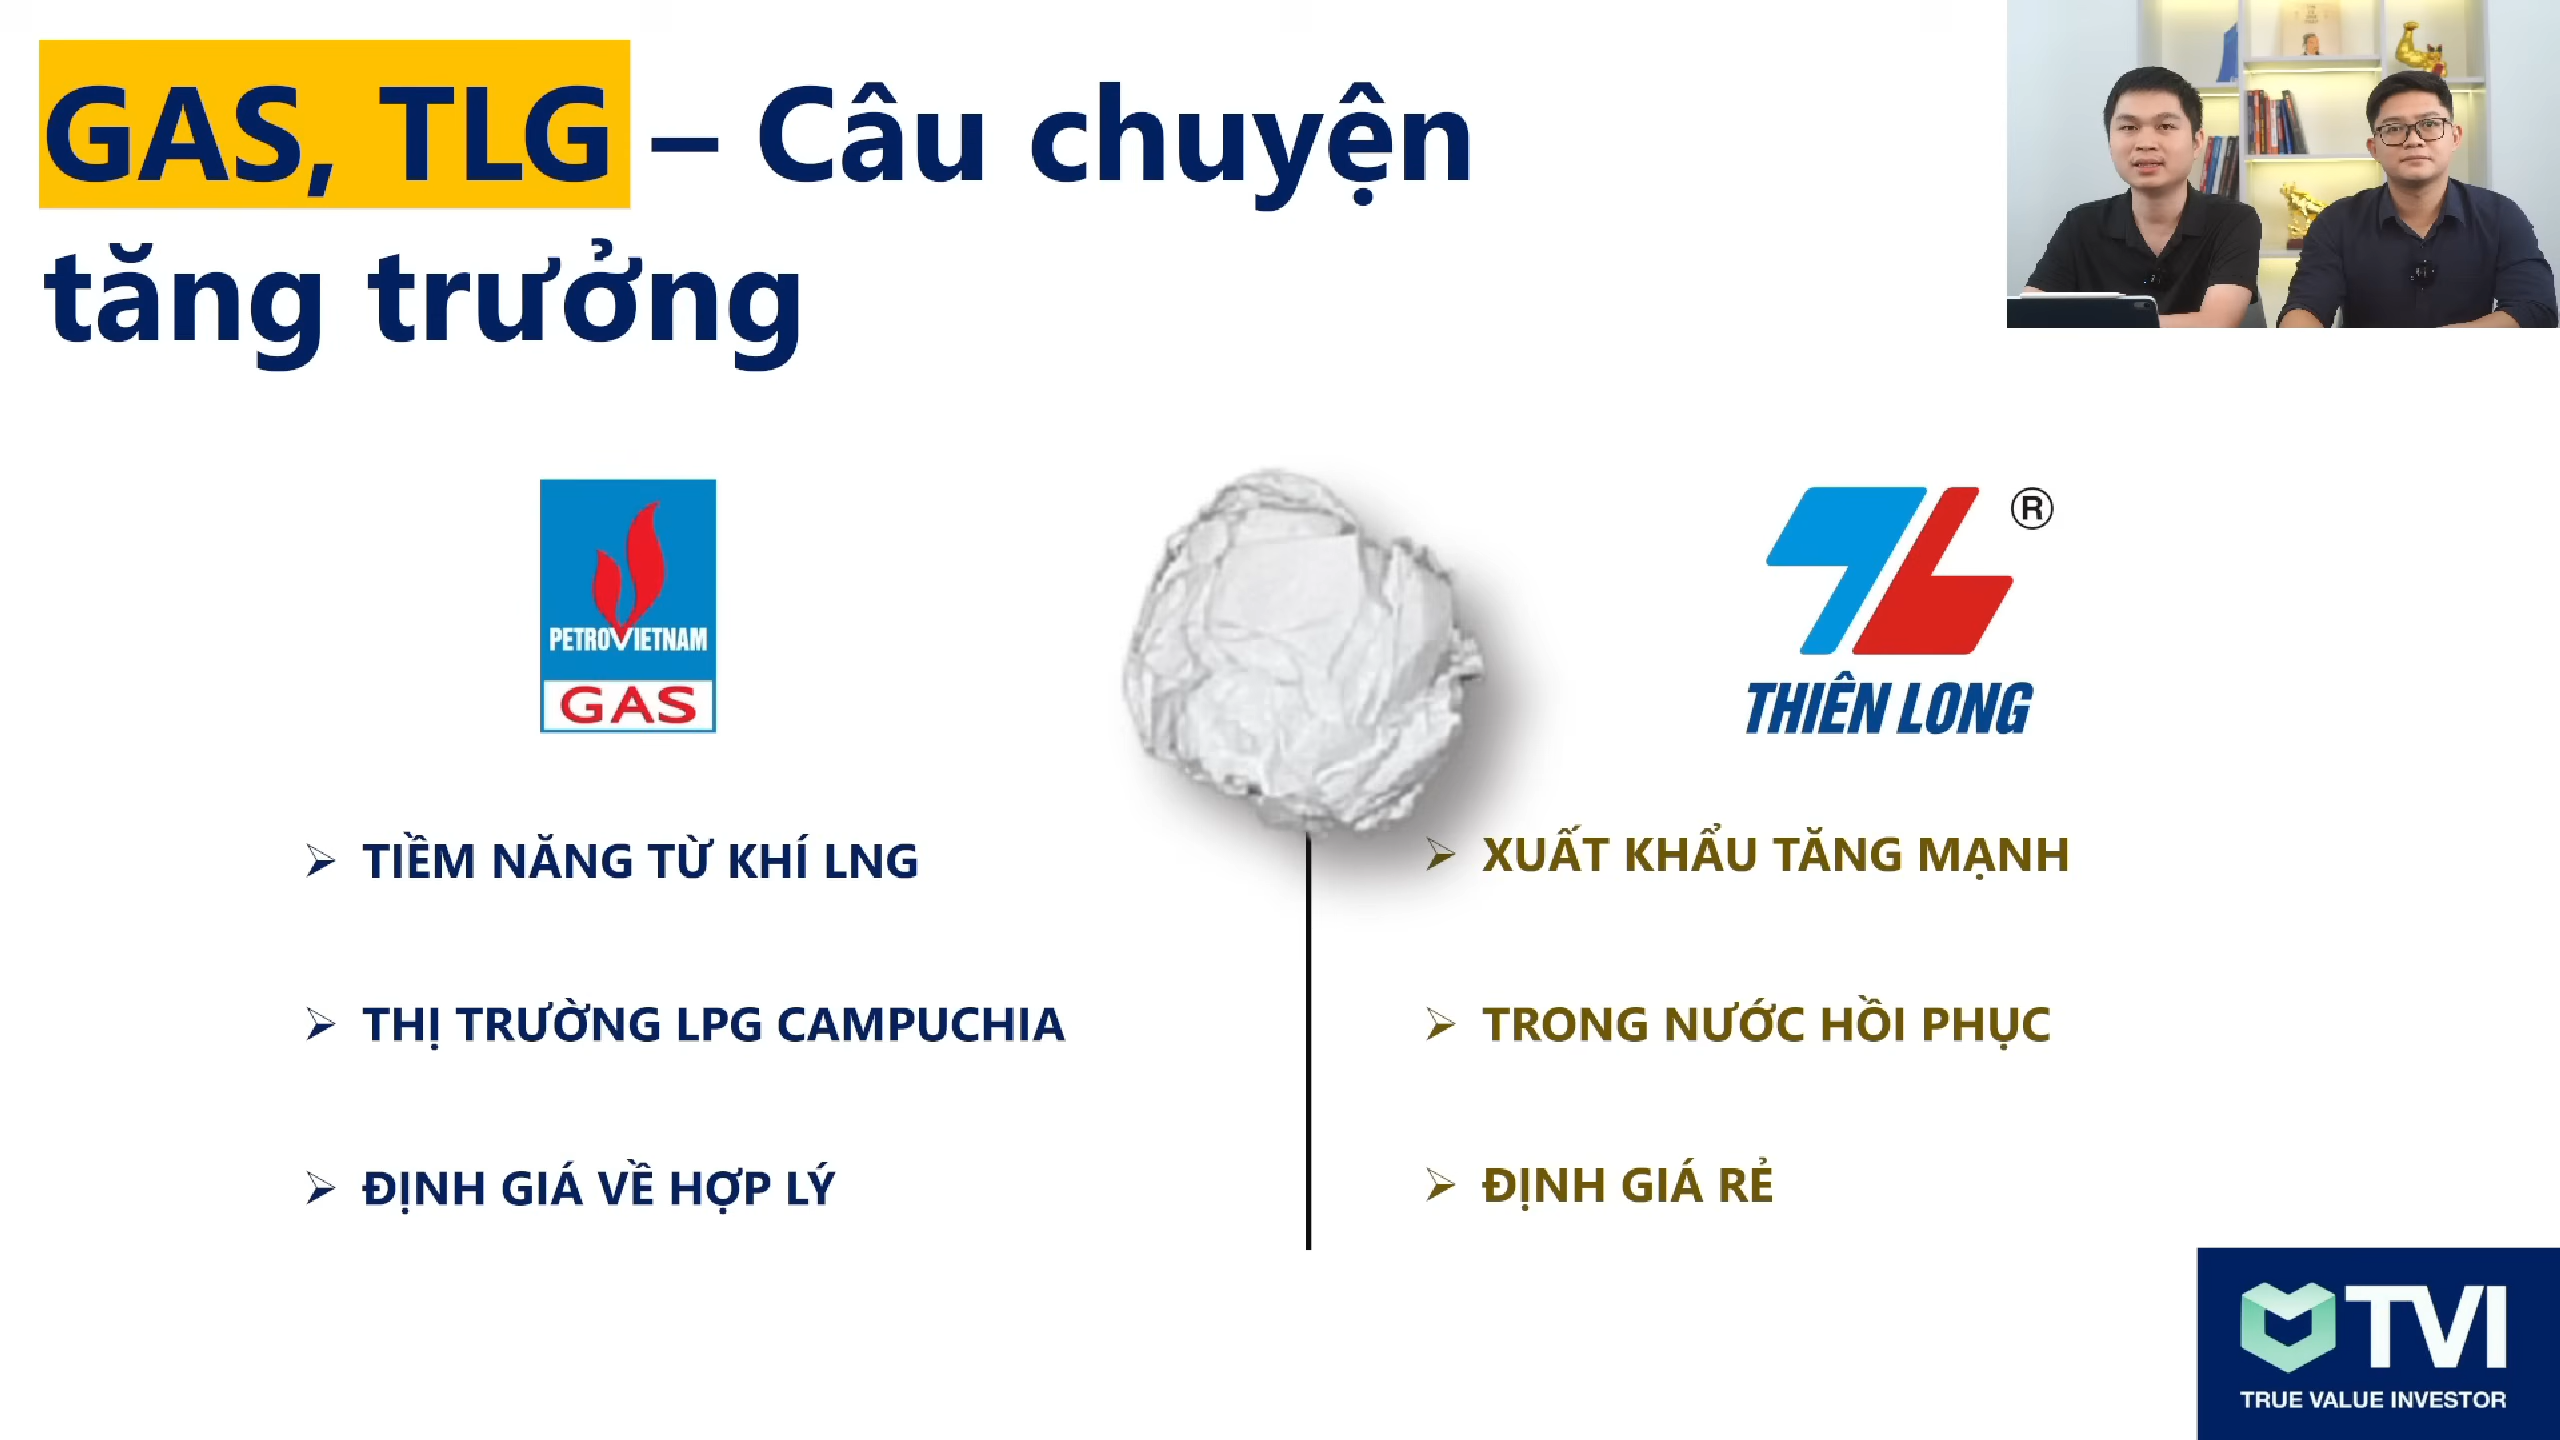 GAS, TLG – Câu chuyện
tăng trưởng
PETROVIETNAM
GAS
®
THIÊN LONG
TIỀM NĂNG TỪ KHÍ LNG
THỊ TRƯỜNG LPG CAMPUCHIA
ĐỊNH GIÁ VỀ HỢP LÝ
XUẤT KHẨU TĂNG MẠNH
TRONG NƯỚC HỒI PHỤC
ĐỊNH GIÁ RẺ
TVI
TRUE VALUE INVESTOR